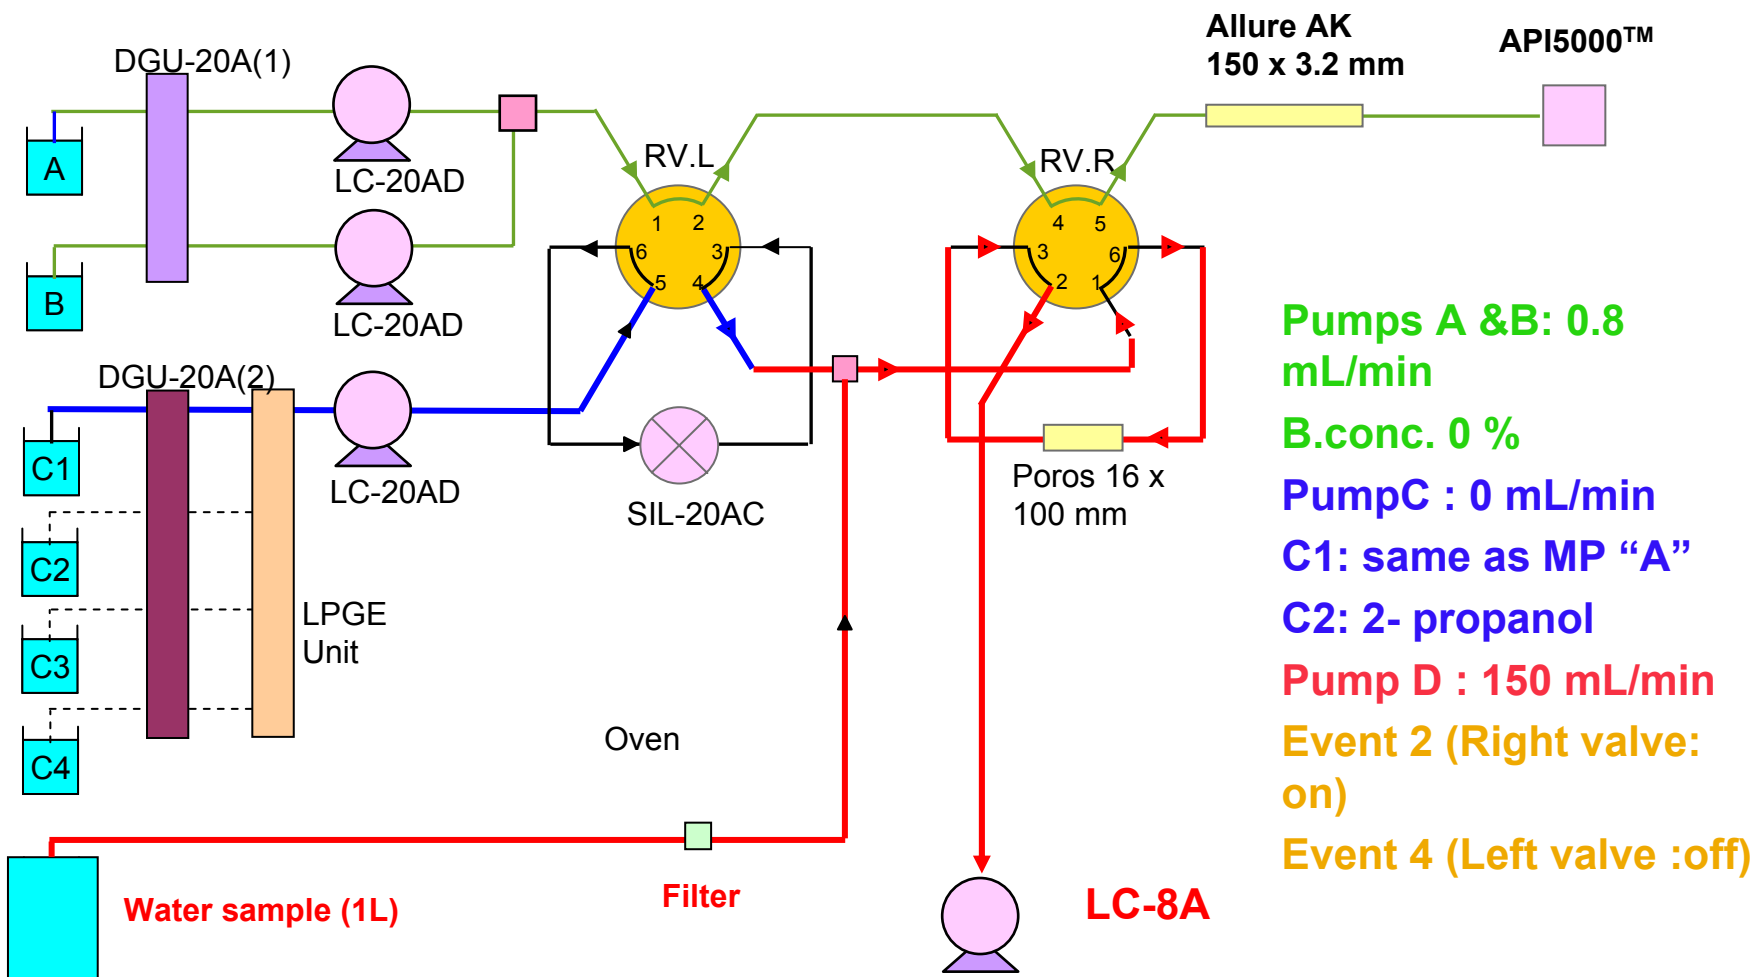 Allure AK
150 x 3.2 mm
API5000™
DGU-20A(1)
A
LC-20AD
B
LC-20AD
RV.L
1 2
6 3
5 4
RV.R
4 5
3 6
2 1
DGU-20A(2)
C1
LC-20AD
C2
C3
C4
LPGE
Unit
SIL-20AC
Poros 16 x
100 mm
Oven
Water sample (1L)
Filter
LC-8A
Pumps A &B: 0.8
mL/min
B.conc. 0 %
PumpC : 0 mL/min
C1: same as MP “A”
C2: 2- propanol
Pump D : 150 mL/min
Event 2 (Right valve:
on)
Event 4 (Left valve :off)